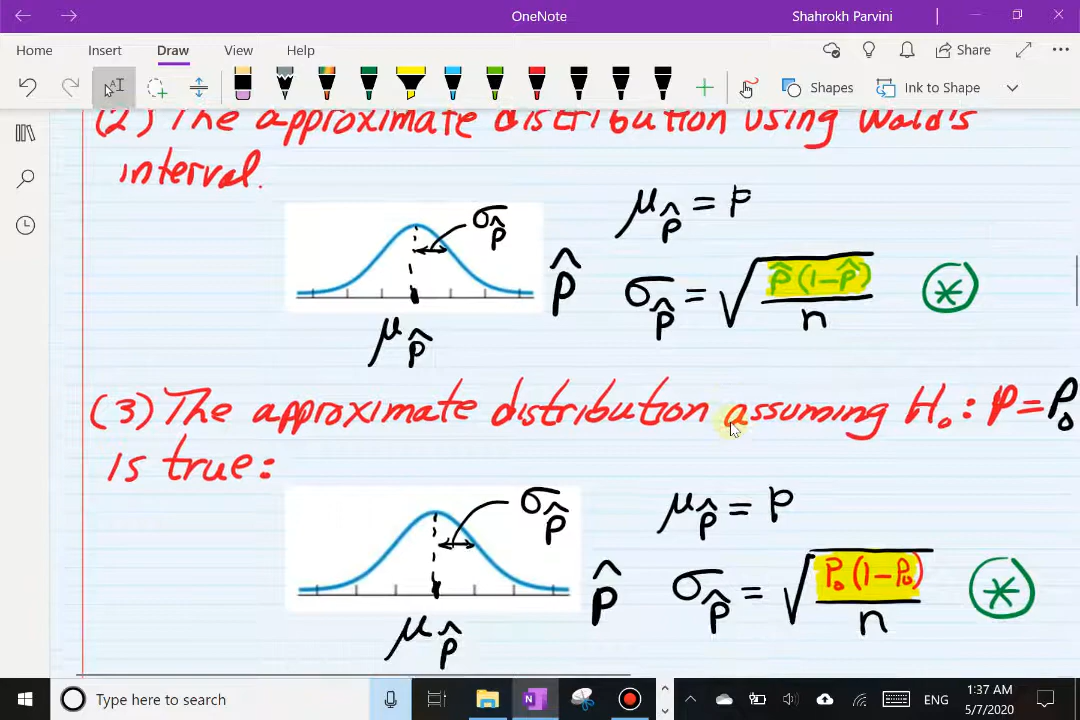 OneNote
Shahrokh Parvini
Home Insert Draw View Help
Share
Shapes
Ink to Shape
(2) The approximate distribution using Wald's
interval.
σp̂
μp̂ = p
p̂
σp̂ = √(p̂(1-p̂)/n) *
μp̂
(3) The approximate distribution assuming H₀: P = P₀
is true:
σp̂
μp̂ = p
p̂
σp̂ = √(P₀(1-P₀)/n) *
μp̂
Type here to search
ENG
1:37 AM
5/7/2020